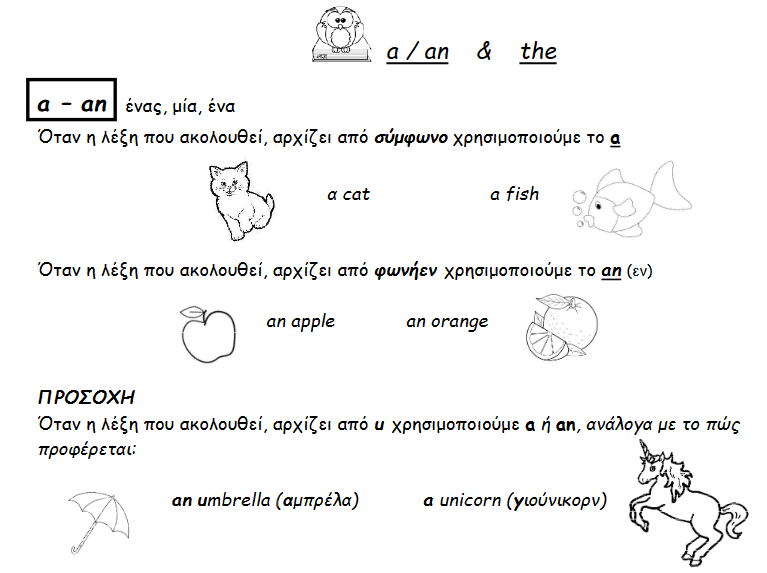 a / an & the
a – an ένας, μία, ένα
Όταν η λέξη που ακολουθεί, αρχίζει από σύμφωνο χρησιμοποιούμε το a
α cat a fish
Όταν η λέξη που ακολουθεί, αρχίζει από φωνήεν χρησιμοποιούμε το an (εν)
an apple an orange
ΠΡΟΣΟΧΗ
Όταν η λέξη που ακολουθεί, αρχίζει από u χρησιμοποιούμε a ή an, ανάλογα με το πώς
προφέρεται:
an umbrella (αμπρέλα) a unicorn (γιούνικορν)